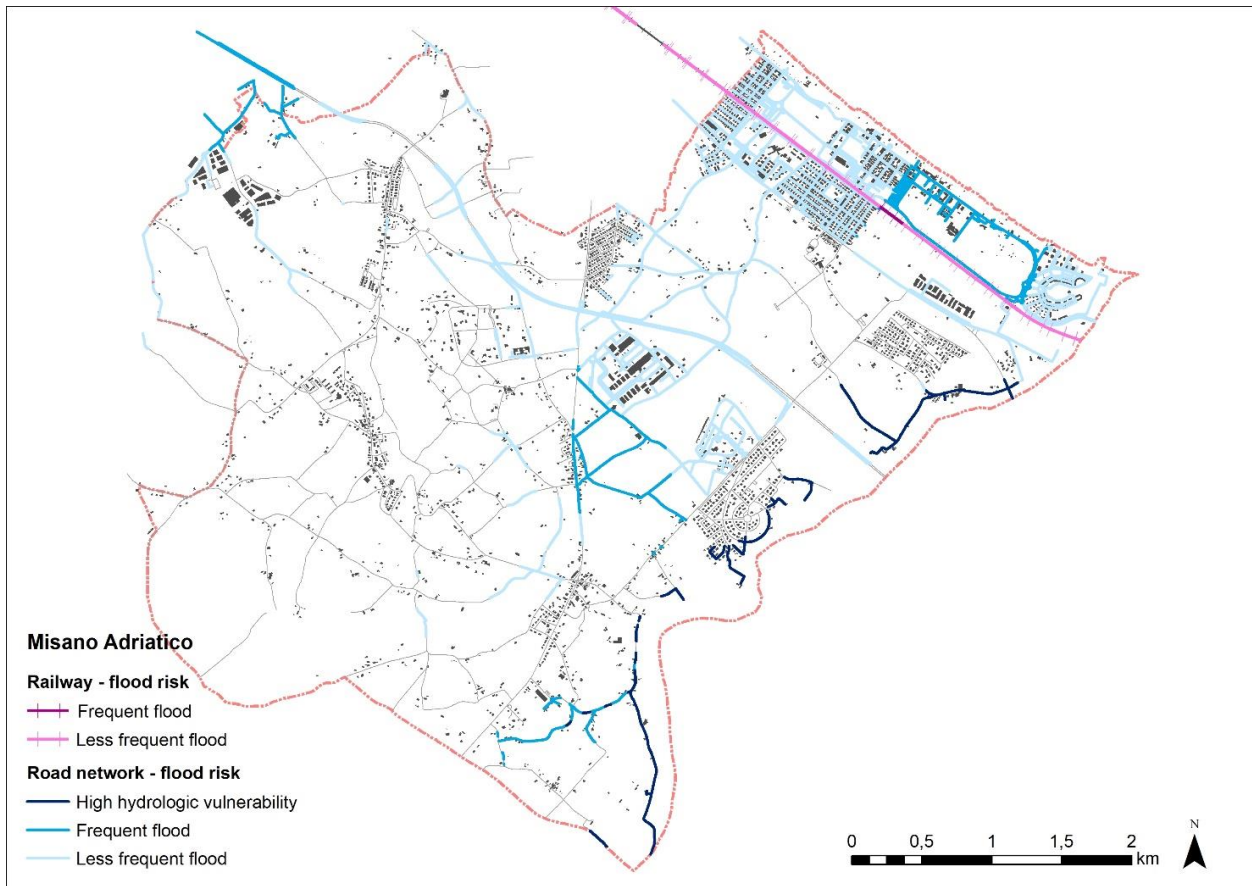 Misano Adriatico
Railway - flood risk
Frequent flood
Less frequent flood
Road network - flood risk
High hydrologic vulnerability
Frequent flood
Less frequent flood
0 0,5 1 1,5 2
km
N